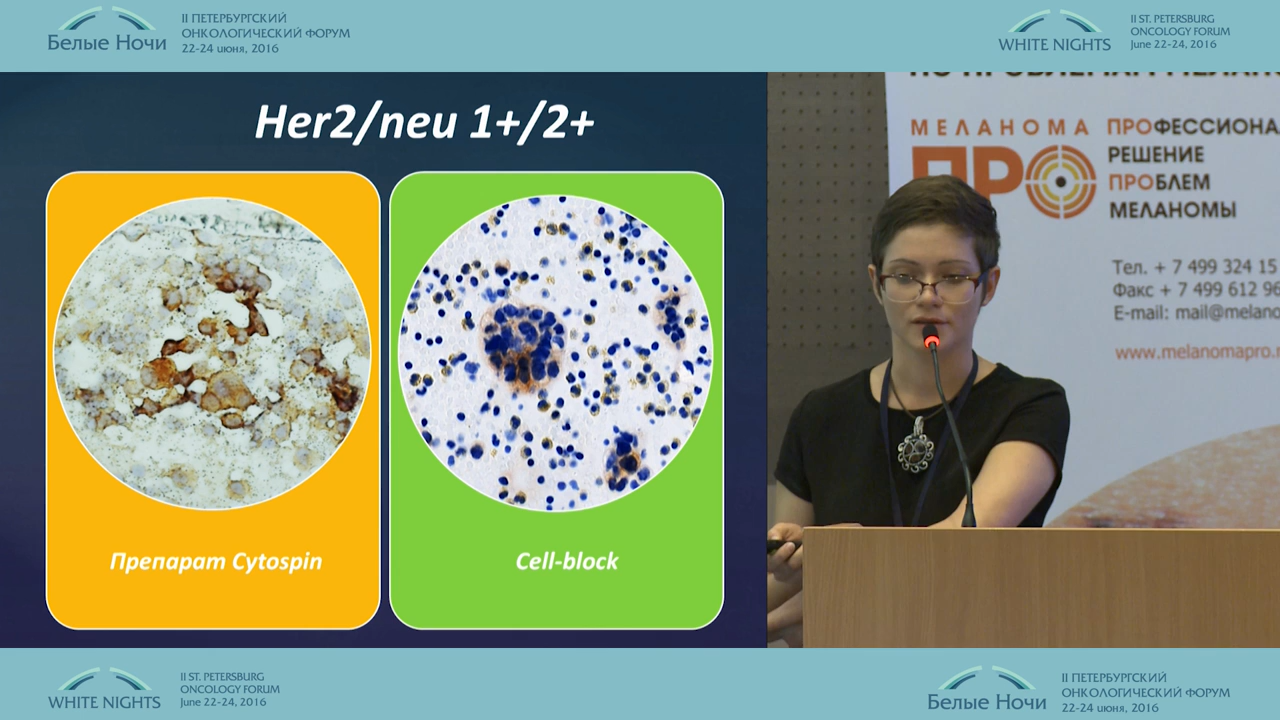 Белые Ночи
II ПЕТЕРБУРГСКИЙ
ОНКОЛОГИЧЕСКИЙ ФОРУМ
22-24 июня, 2016
WHITE NIGHTS
II ST. PETERSBURG
ONCOLOGY FORUM
June 22-24, 2016
Her2/neu 1+/2+
Препарат Cytospin
Cell-block
МЕЛАНОМА
ПРО
ПРОФЕССИОНА
РЕШЕНИЕ
ПРОБЛЕМ
МЕЛАНОМЫ
Тел. + 7 499 324 15
Факс + 7 499 612 96
E-mail: mail@melano
www.melanomapro.r
WHITE NIGHTS
II ST. PETERSBURG
ONCOLOGY FORUM
June 22-24, 2016
Белые Ночи
II ПЕТЕРБУРГСКИЙ
ОНКОЛОГИЧЕСКИЙ ФОРУМ
22-24 июня, 2016